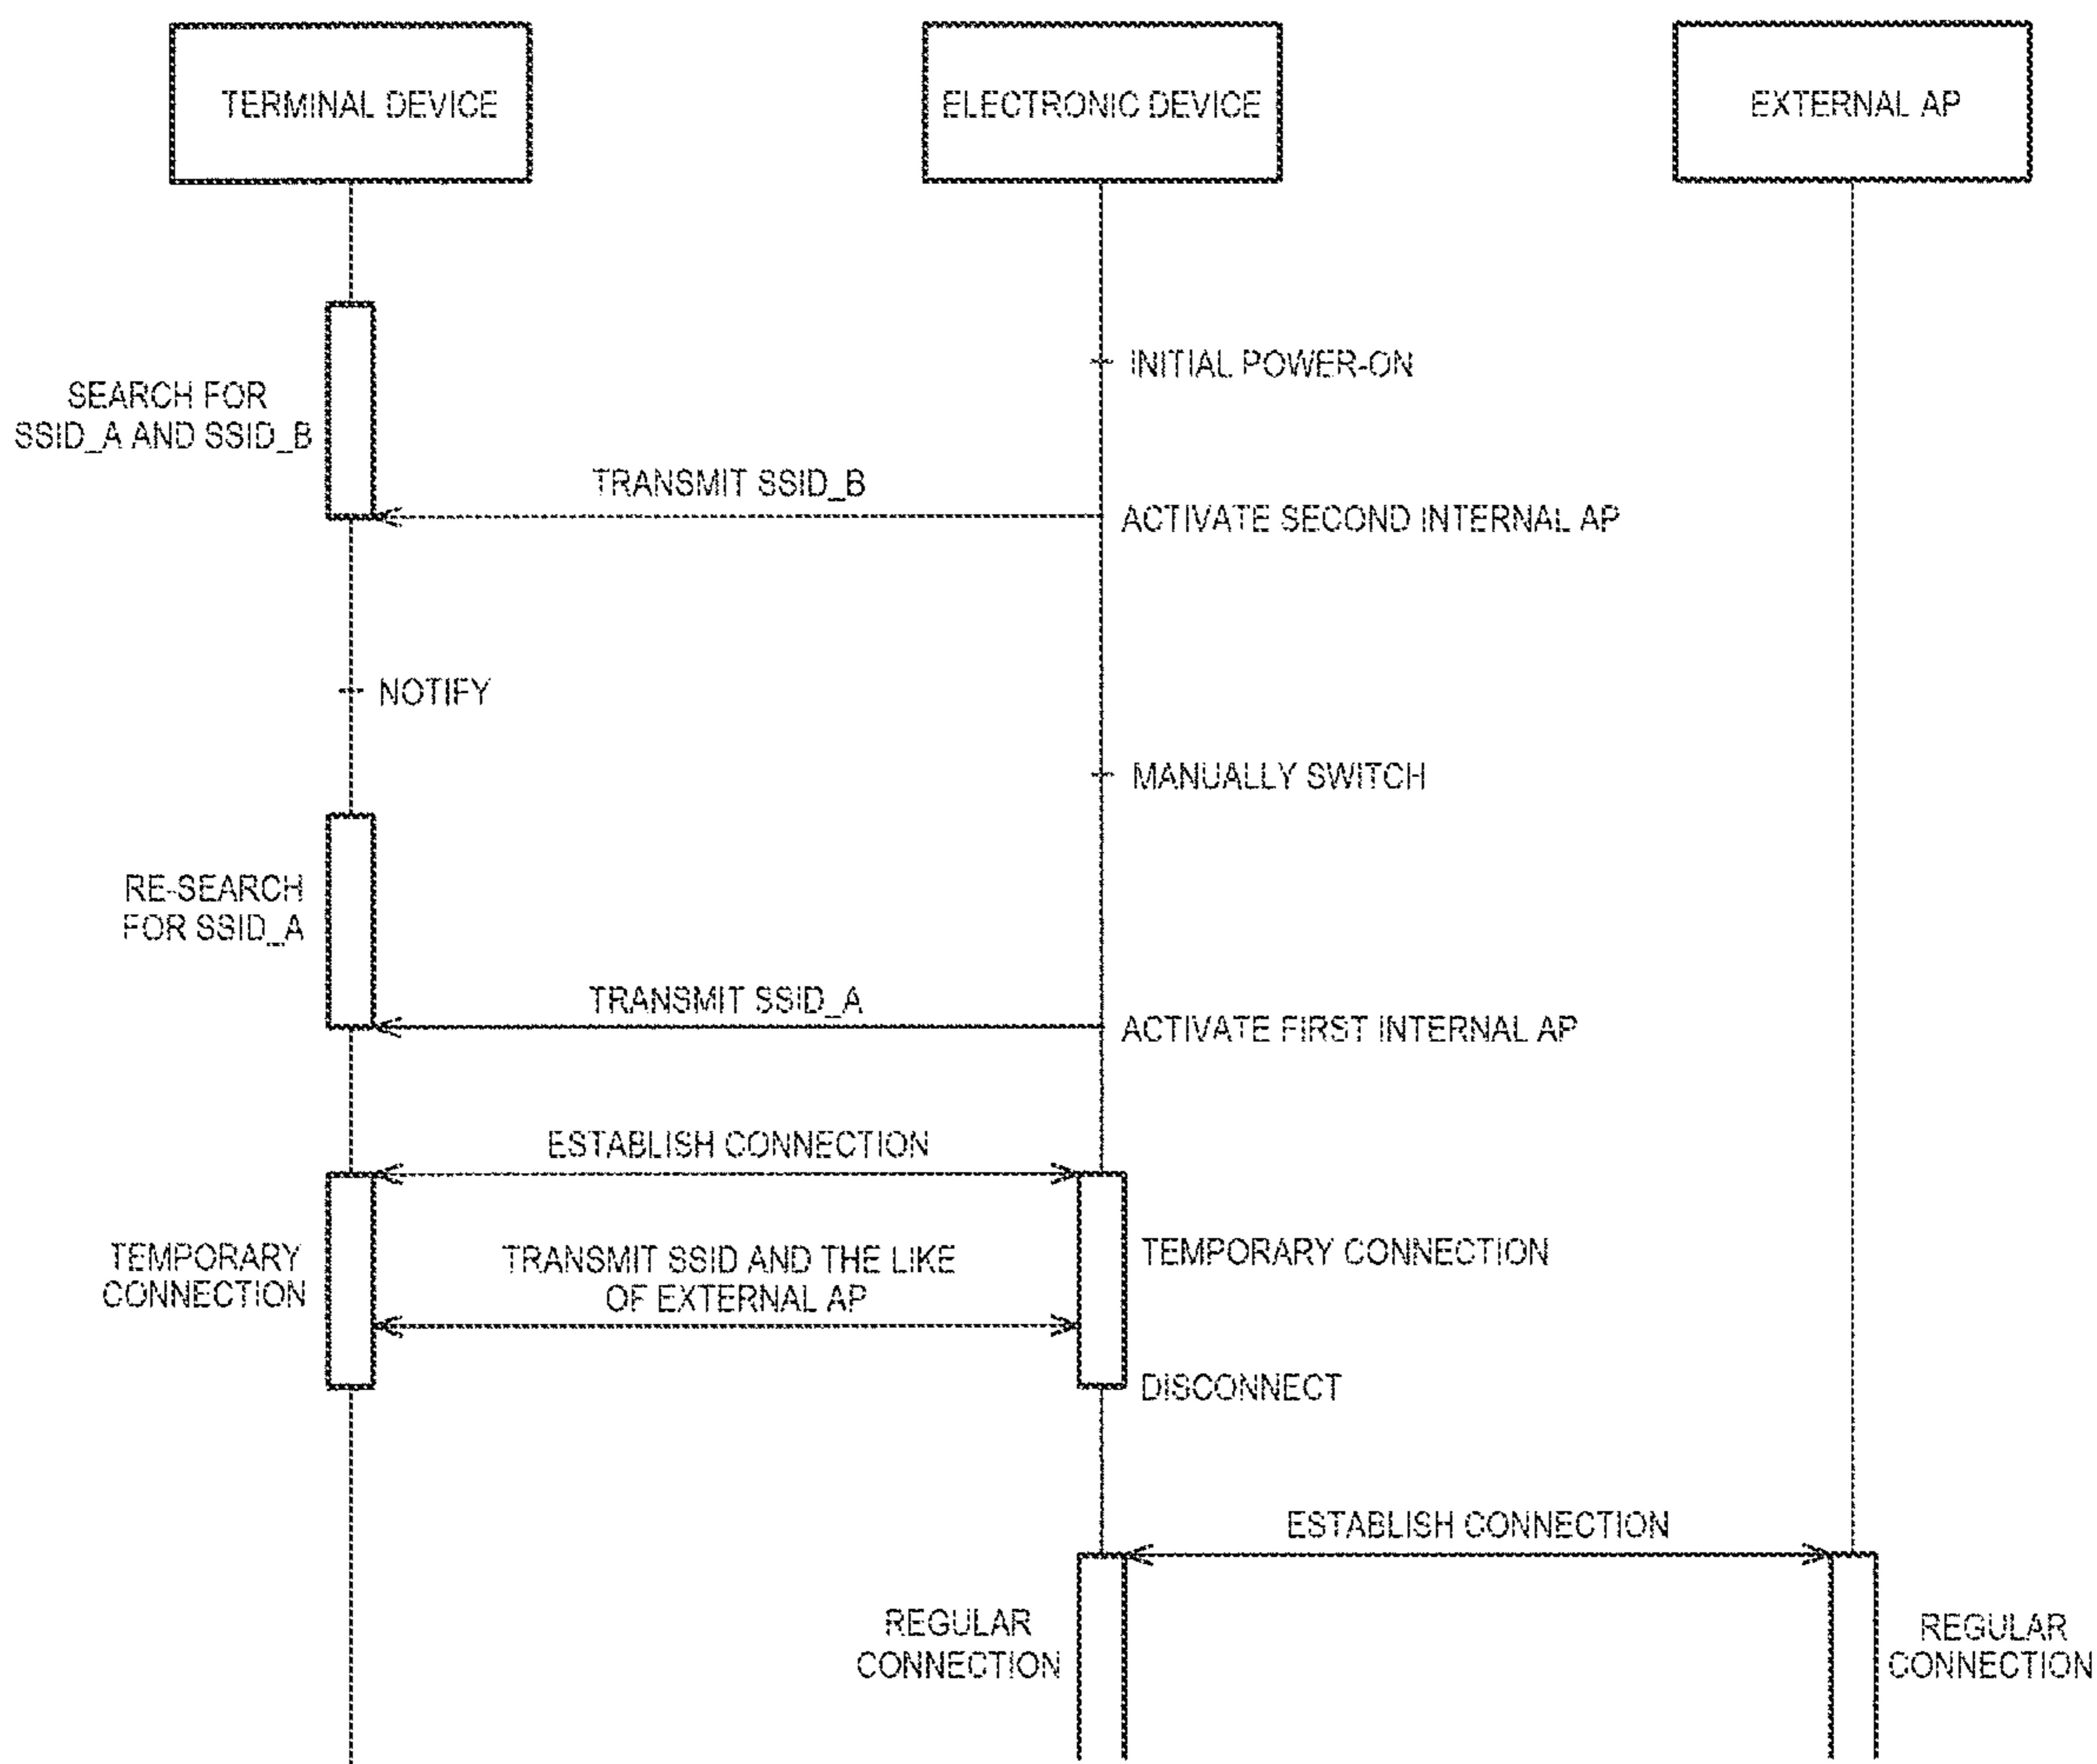 TERMINAL DEVICE
ELECTRONIC DEVICE
EXTERNAL AP
INITIAL POWER-ON
SEARCH FOR
SSID_A AND SSID_B
TRANSMIT SSID_B
ACTIVATE SECOND INTERNAL AP
NOTIFY
MANUALLY SWITCH
RE-SEARCH
FOR SSID_A
TRANSMIT SSID_A
ACTIVATE FIRST INTERNAL AP
ESTABLISH CONNECTION
TEMPORARY
CONNECTION
TRANSMIT SSID AND THE LIKE
OF EXTERNAL AP
TEMPORARY CONNECTION
DISCONNECT
ESTABLISH CONNECTION
REGULAR
CONNECTION
REGULAR
CONNECTION